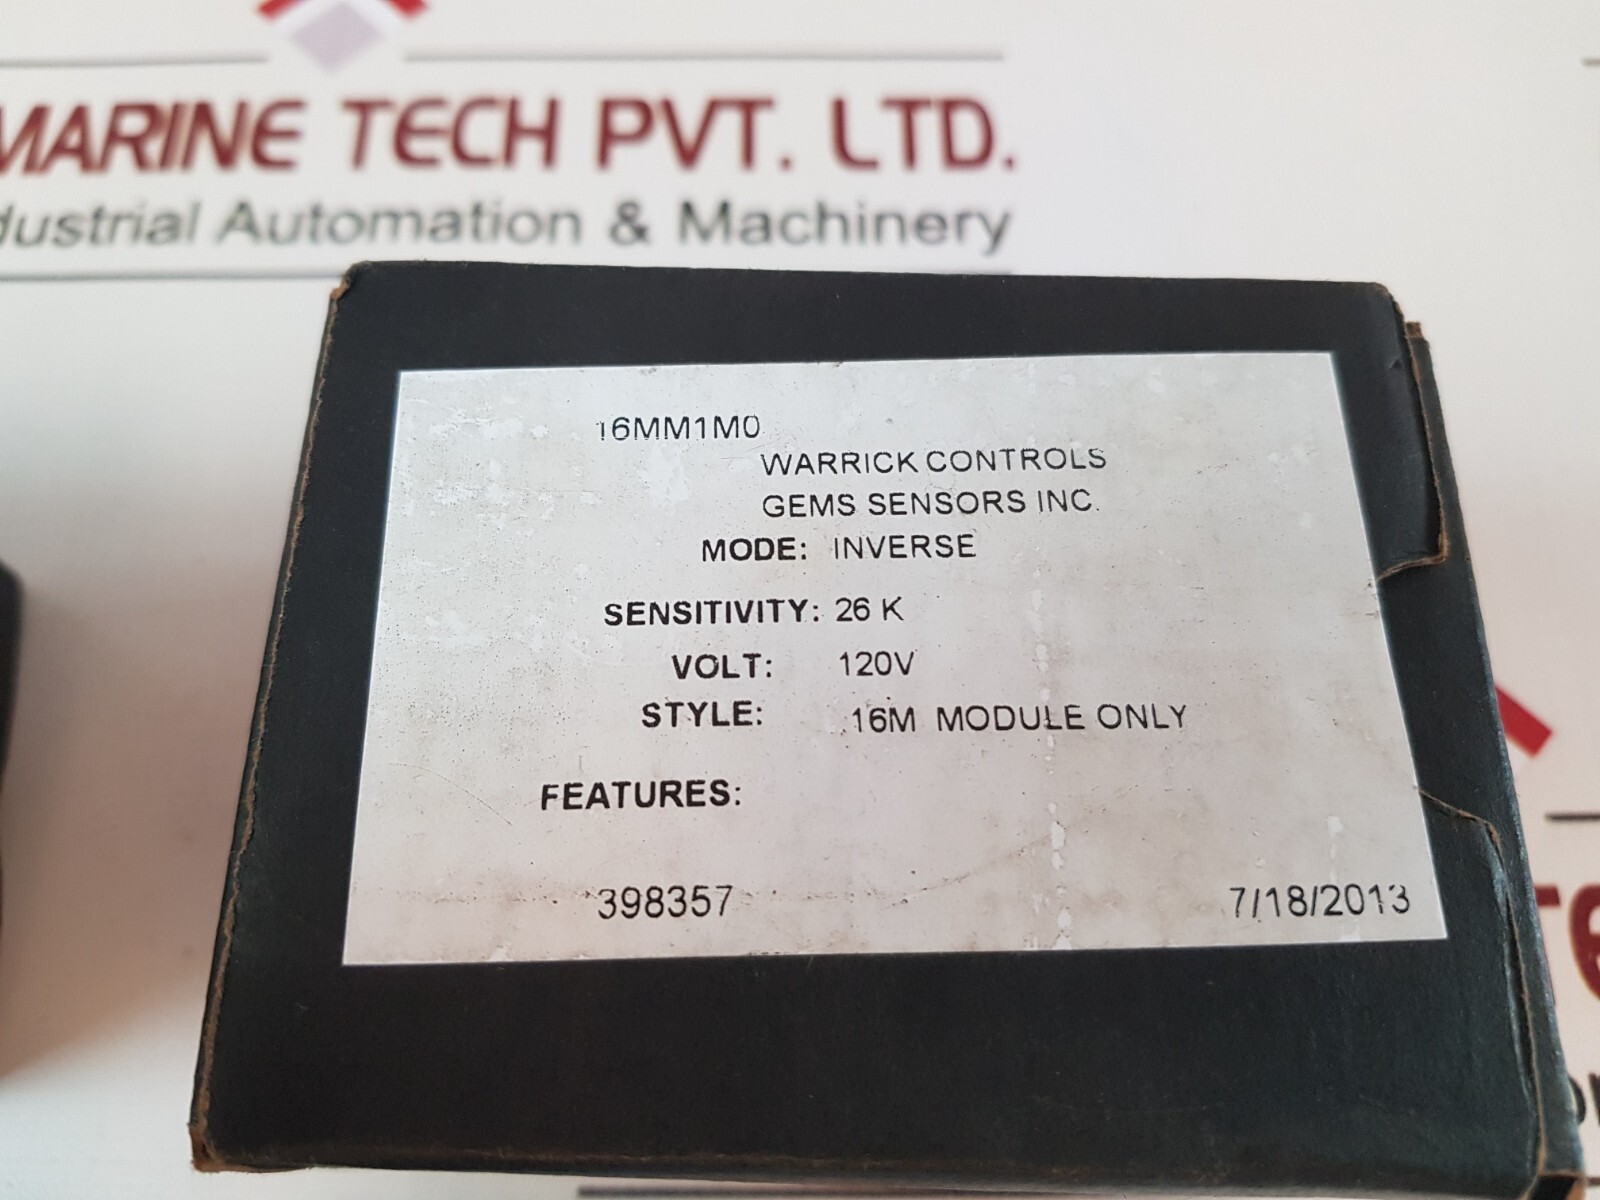 MARINE TECH PVT. LTD.
Industrial Automation & Machinery
16MM1M0
WARRICK CONTROLS
GEMS SENSORS INC.
MODE: INVERSE
SENSITIVITY: 26 K
VOLT: 120V
STYLE: 16M MODULE ONLY
FEATURES:
398357 7/18/2013